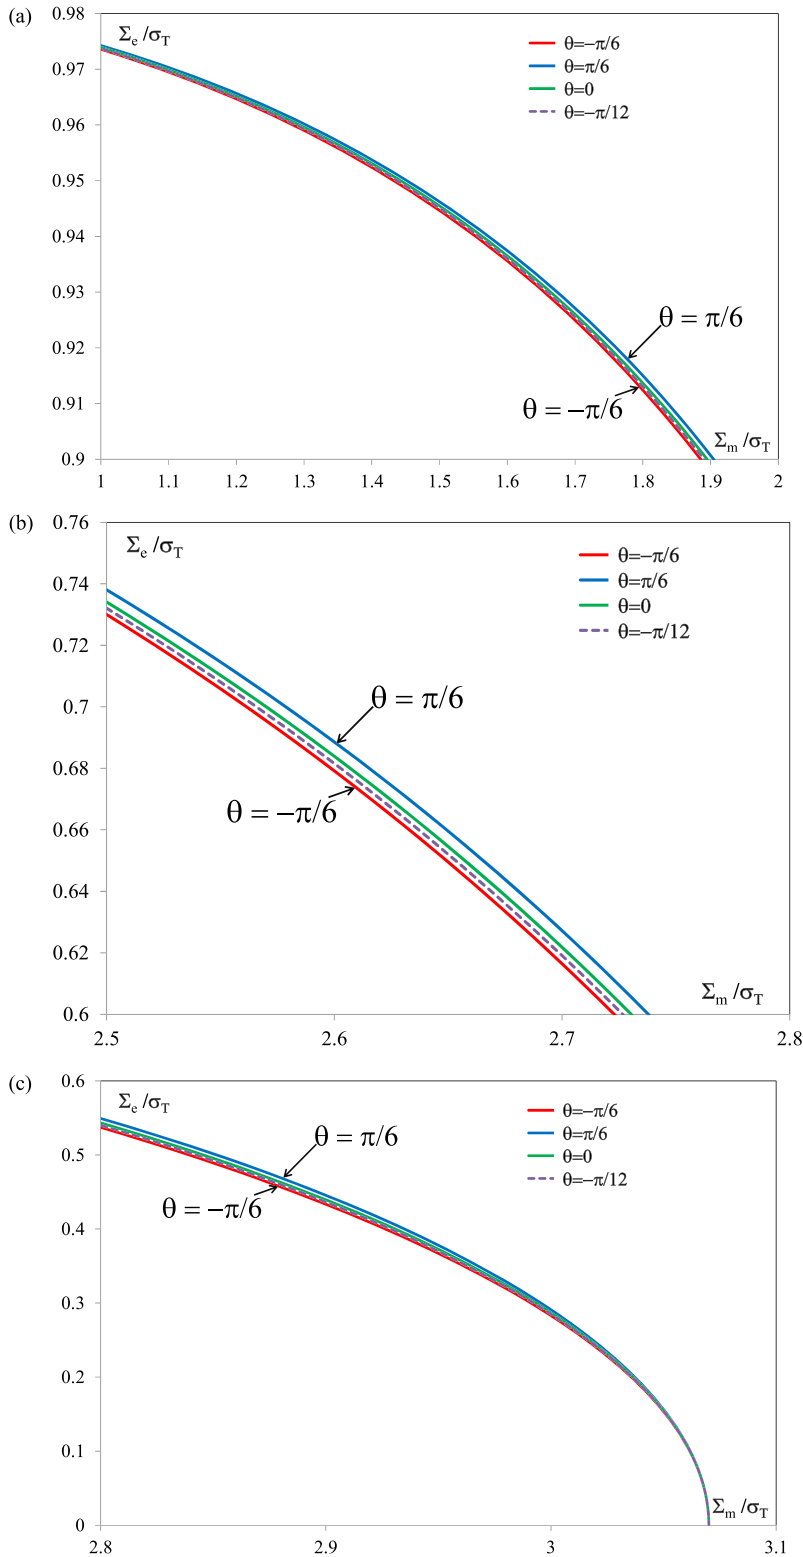 (a)
0.98
0.97
0.96
0.95
0.94
0.93
0.92
0.91
0.9
Σe /σT
θ=−π/6
θ=π/6
θ=0
θ=−π/12
θ = π/6
θ = −π/6
Σm /σT
1 1.1 1.2 1.3 1.4 1.5 1.6 1.7 1.8 1.9 2
(b)
0.76
0.74
0.72
0.7
0.68
0.66
0.64
0.62
0.6
Σe /σT
θ=−π/6
θ=π/6
θ=0
θ=−π/12
θ = π/6
θ = −π/6
Σm /σT
2.5 2.6 2.7 2.8
(c)
0.6
0.5
0.4
0.3
0.2
0.1
0
Σe /σT
θ=−π/6
θ=π/6
θ=0
θ=−π/12
θ = π/6
θ = −π/6
Σm /σT
2.8 2.9 3 3.1